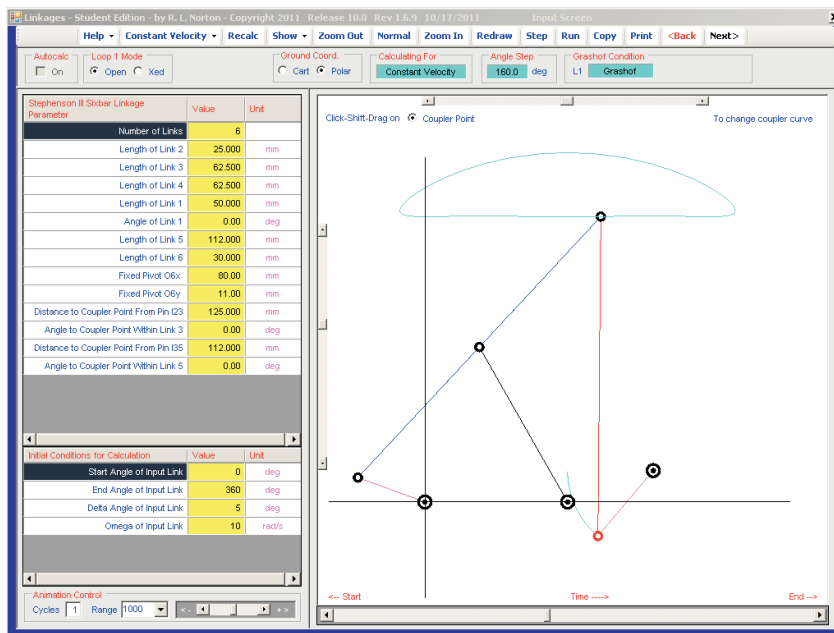 Linkages - Student Edition - by R. L. Norton - Copyright 2011 Release 10.0 Rev 1.6.9 10/17/2011 Input Screen
Help Constant Velocity Recalc Show Zoom Out Normal Zoom In Redraw Step Run Copy Print <Back Next>
Autocalc Loop 1 Mode Ground Coord.. Calculating For Angle Step Grashof Condition
On Open Xed Cart Polar Constant Velocity 160.0 deg L1 Grashof
Stephenson III Sixbar Linkage
Parameter Value Unit
Number of Links 6
Length of Link 2 25.000 mm
Length of Link 3 62.500 mm
Length of Link 4 62.500 mm
Length of Link 1 50.000 mm
Angle of Link 1 0.00 deg
Length of Link 5 112.000 mm
Length of Link 6 30.000 mm
Fixed Pivot O6x 80.00 mm
Fixed Pivot O6y 11.00 mm
Distance to Coupler Point From Pin I23 125.000 mm
Angle to Coupler Point Within Link 3 0.00 deg
Distance to Coupler Point From Pin I35 112.000 mm
Angle to Coupler Point Within Link 5 0.00 deg
Initial Conditions for Calculation Value Unit
Start Angle of Input Link 0 deg
End Angle of Input Link 360 deg
Delta Angle of Input Link 5 deg
Omega of Input Link 10 rad/s
Animation Control
Cycles 1 Range 1000 < - + >
Click-Shift-Drag on Coupler Point To change coupler curve
<-- Start Time ----> End -->